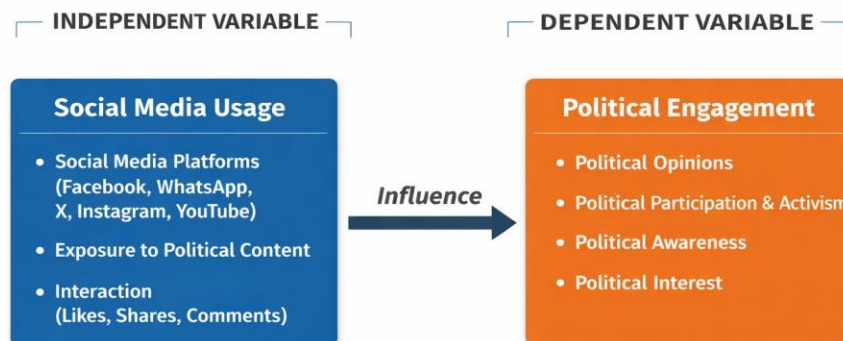 INDEPENDENT VARIABLE
DEPENDENT VARIABLE
Social Media Usage
• Social Media Platforms
(Facebook, WhatsApp,
X, Instagram, YouTube)
• Exposure to Political Content
• Interaction
(Likes, Shares, Comments)
Influence
Political Engagement
• Political Opinions
• Political Participation & Activism
• Political Awareness
• Political Interest